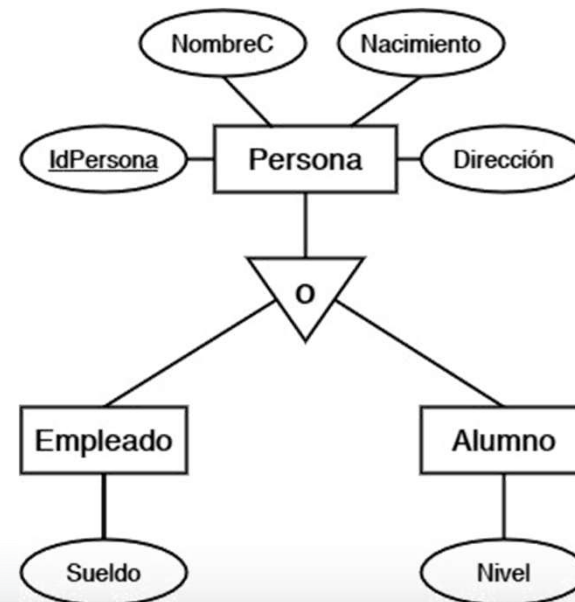 NombreC
Nacimiento
IdPersona
Persona
Dirección
O
Empleado
Alumno
Sueldo
Nivel